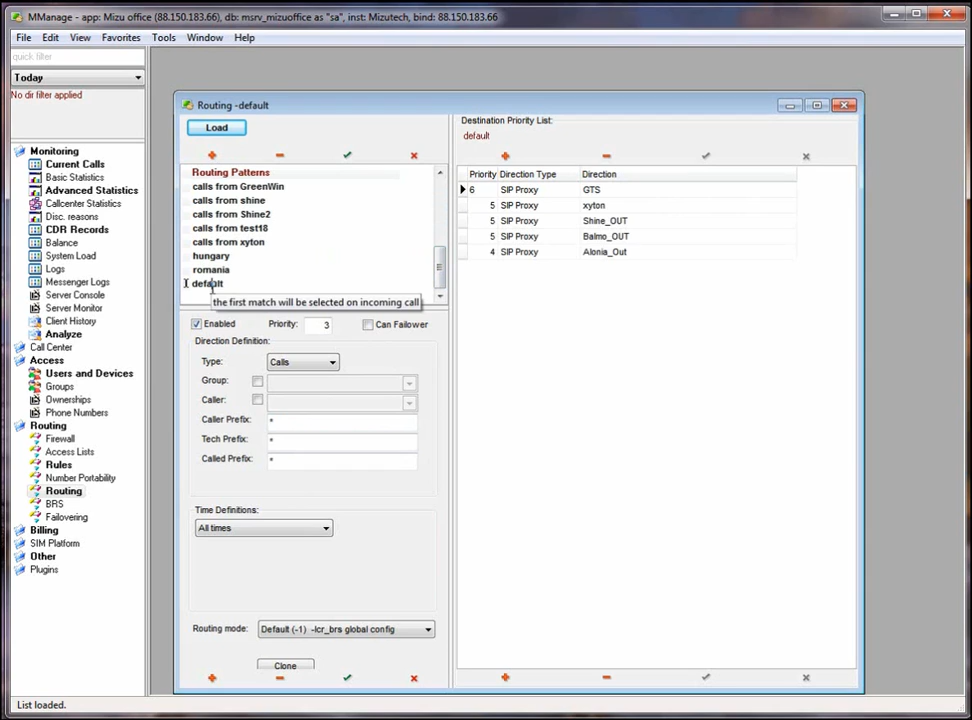 MManage - app: Mizu office (88.150.183.66), db: msrv_mizuoffice as "sa", inst: Mizutech, bind: 88.150.183.66
File Edit View Favorites Tools Window Help
quick filter
Today
No dir filter applied
Monitoring
Current Calls
Basic Statistics
Advanced Statistics
Callcenter Statistics
Disc. reasons
CDR Records
Balance
System Load
Logs
Messenger Logs
Server Console
Server Monitor
Client History
Analyze
Call Center
Access
Users and Devices
Groups
Ownerships
Phone Numbers
Routing
Firewall
Access Lists
Rules
Number Portability
Routing
BRS
Failovering
Billing
SIM Platform
Other
Plugins
Routing -default
Load
Routing Patterns
calls from GreenWin
calls from shine
calls from Shine2
calls from test18
calls from xyton
hungary
romania
default
the first match will be selected on incoming call
Enabled Priority: 3 Can Failower
Direction Definition:
Type: Calls
Group:
Caller:
Caller Prefix: *
Tech Prefix: *
Called Prefix: *
Time Definitions:
All times
Routing mode: Default (-1) -lcr_brs global config
Clone
Destination Priority List:
default
Priority Direction Type Direction
6 SIP Proxy GTS
5 SIP Proxy xyton
5 SIP Proxy Shine_OUT
5 SIP Proxy Balmo_OUT
4 SIP Proxy Alonia_Out
List loaded.